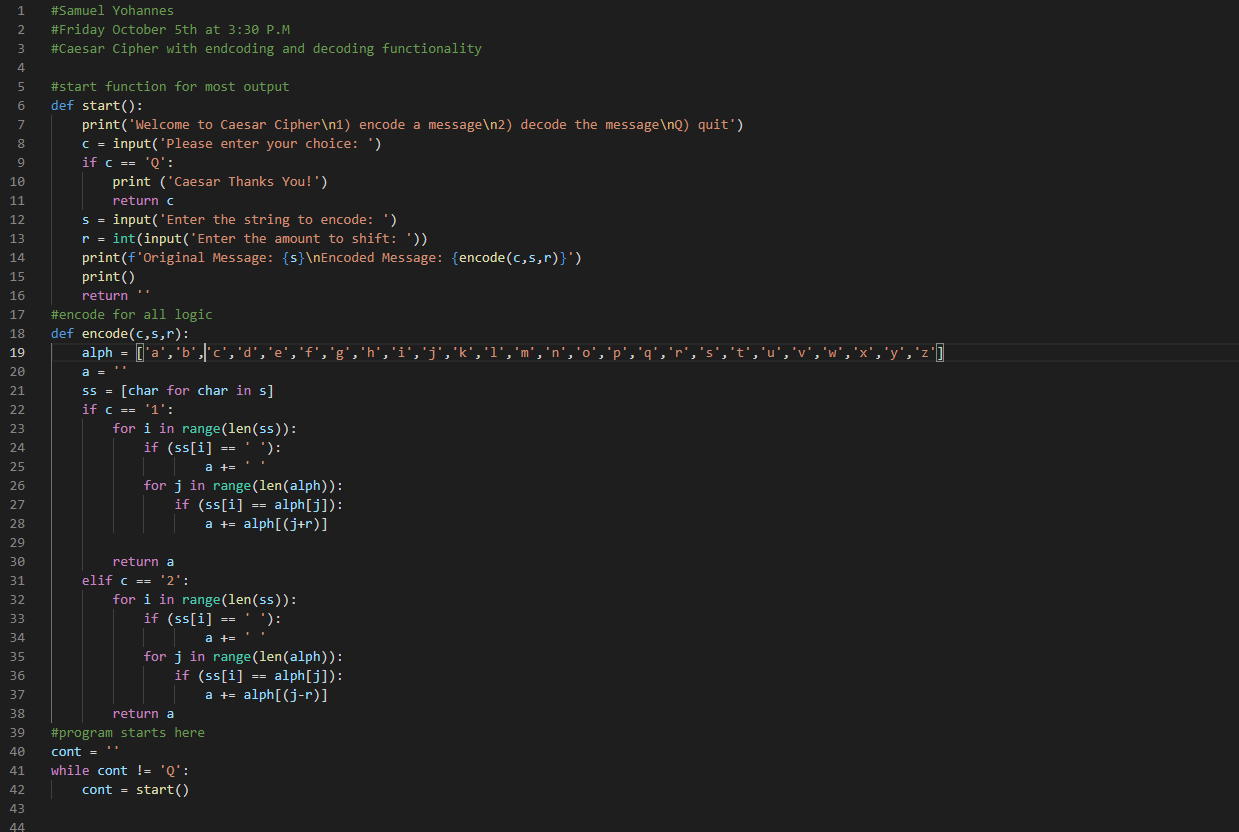 1 #Samuel Yohannes
2 #Friday October 5th at 3:30 P.M
3 #Caesar Cipher with endcoding and decoding functionality
4
5 #start function for most output
6 def start():
7     print('Welcome to Caesar Cipher\n1) encode a message\n2) decode the message\nQ) quit')
8     c = input('Please enter your choice: ')
9     if c == 'Q':
10         print ('Caesar Thanks You!')
11         return c
12     s = input('Enter the string to encode: ')
13     r = int(input('Enter the amount to shift: '))
14     print(f'Original Message: {s}\nEncoded Message: {encode(c,s,r)}')
15     print()
16     return ''
17 #encode for all logic
18 def encode(c,s,r):
19     alph = ['a','b','c','d','e','f','g','h','i','j','k','l','m','n','o','p','q','r','s','t','u','v','w','x','y','z']
20     a = ''
21     ss = [char for char in s]
22     if c == '1':
23         for i in range(len(ss)):
24             if (ss[i] == ' '):
25                     a += ' '
26             for j in range(len(alph)):
27                 if (ss[i] == alph[j]):
28                     a += alph[(j+r)]
29
30         return a
31     elif c == '2':
32         for i in range(len(ss)):
33             if (ss[i] == ' '):
34                     a += ' '
35             for j in range(len(alph)):
36                 if (ss[i] == alph[j]):
37                     a += alph[(j-r)]
38         return a
39 #program starts here
40 cont = ''
41 while cont != 'Q':
42     cont = start()
43
44